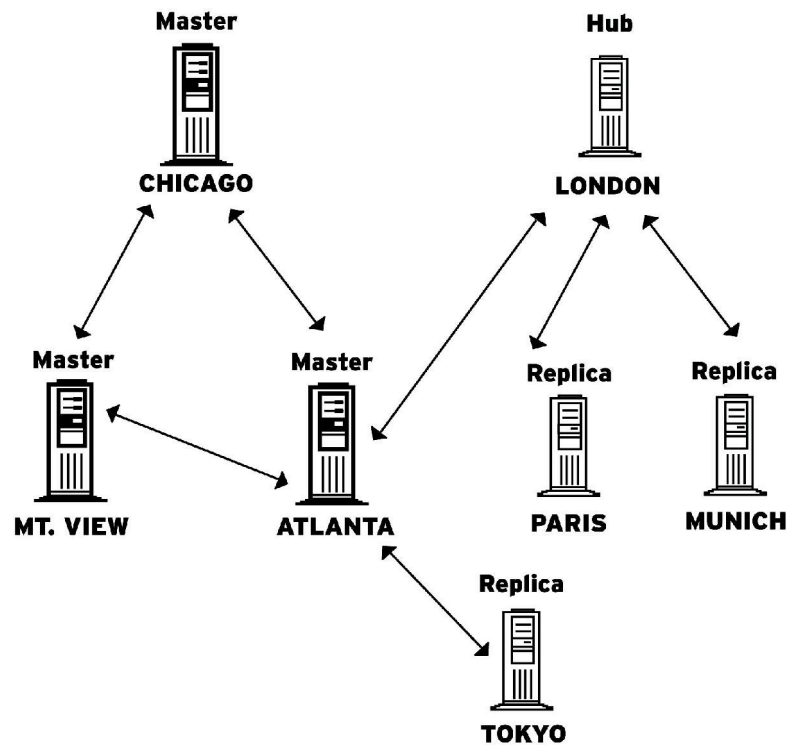 Master
CHICAGO
Hub
LONDON
Master
MT. VIEW
Master
ATLANTA
Replica
PARIS
Replica
MUNICH
Replica
TOKYO